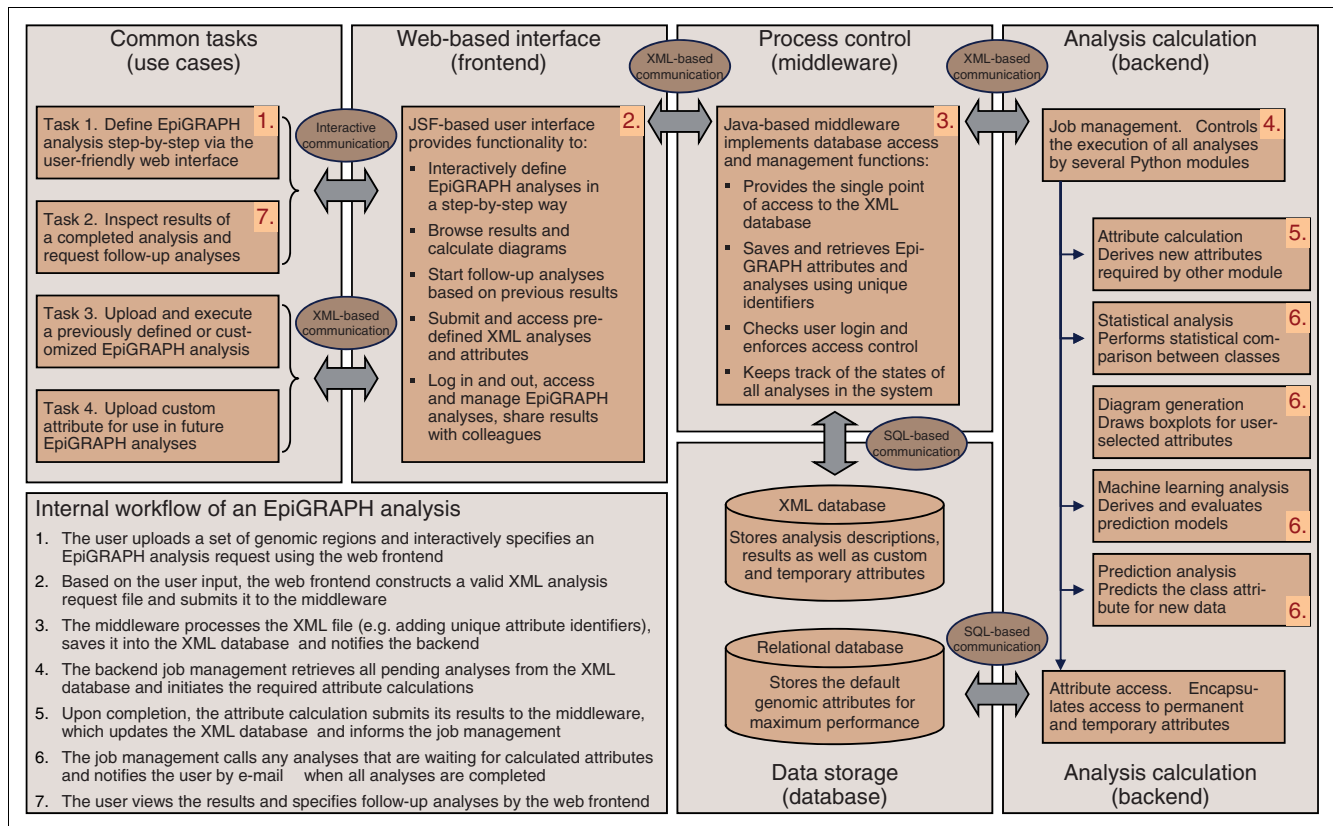 Common tasks
(use cases)
Task 1. Define EpiGRAPH
analysis step-by-step via the
user-friendly web interface
1.
Task 2. Inspect results of
a completed analysis and
request follow-up analyses
7.
Task 3. Upload and execute
a previously defined or cust-
omized EpiGRAPH analysis
Task 4. Upload custom
attribute for use in future
EpiGRAPH analyses
Interactive
communication
XML-based
communication
Web-based interface
(frontend)
JSF-based user interface
provides functionality to:
2.
▪ Interactively define
EpiGRAPH analyses in
a step-by-step way
▪ Browse results and
calculate diagrams
▪ Start follow-up analyses
based on previous results
▪ Submit and access pre-
defined XML analyses
and attributes
▪ Log in and out, access
and manage EpiGRAPH
analyses, share results
with colleagues
XML-based
communication
Process control
(middleware)
Java-based middleware
implements database access
and management functions:
3.
▪ Provides the single point
of access to the XML
database
▪ Saves and retrieves Epi-
GRAPH attributes and
analyses using unique
identifiers
▪ Checks user login and
enforces access control
▪ Keeps track of the states of
all analyses in the system
XML-based
communication
Analysis calculation
(backend)
Job management. Controls
the execution of all analyses
by several Python modules
4.
Attribute calculation
Derives new attributes
required by other module
5.
Statistical analysis
Performs statistical com-
parison between classes
6.
Diagram generation
Draws boxplots for user-
selected attributes
6.
Machine learning analysis
Derives and evaluates
prediction models
6.
Prediction analysis
Predicts the class attri-
bute for new data
6.
Attribute access. Encapsu-
lates access to permanent
and temporary attributes
Analysis calculation
(backend)
SQL-based
communication
XML database
Stores analysis descriptions,
results as well as custom
and temporary attributes
SQL-based
communication
Relational database
Stores the default
genomic attributes for
maximum performance
Data storage
(database)
Internal workflow of an EpiGRAPH analysis
1. The user uploads a set of genomic regions and interactively specifies an
EpiGRAPH analysis request using the web frontend
2. Based on the user input, the web frontend constructs a valid XML analysis
request file and submits it to the middleware
3. The middleware processes the XML file (e.g. adding unique attribute identifiers),
saves it into the XML database and notifies the backend
4. The backend job management retrieves all pending analyses from the XML
database and initiates the required attribute calculations
5. Upon completion, the attribute calculation submits its results to the middleware,
which updates the XML database and informs the job management
6. The job management calls any analyses that are waiting for calculated attributes
and notifies the user by e-mail when all analyses are completed
7. The user views the results and specifies follow-up analyses by the web frontend